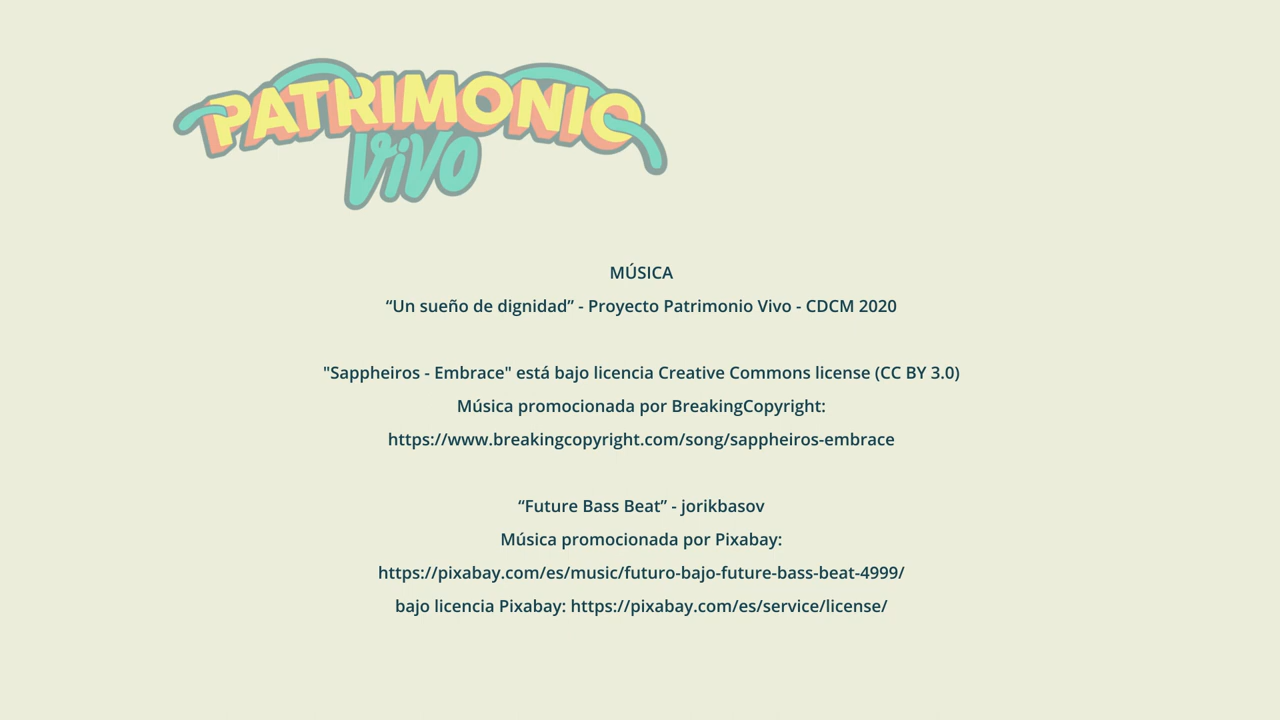 PATRIMONIO
VIVO
MÚSICA
“Un sueño de dignidad” - Proyecto Patrimonio Vivo - CDCM 2020
"Sappheiros - Embrace" está bajo licencia Creative Commons license (CC BY 3.0)
Música promocionada por BreakingCopyright:
https://www.breakingcopyright.com/song/sappheiros-embrace
“Future Bass Beat” - jorikbasov
Música promocionada por Pixabay:
https://pixabay.com/es/music/futuro-bajo-future-bass-beat-4999/
bajo licencia Pixabay: https://pixabay.com/es/service/license/